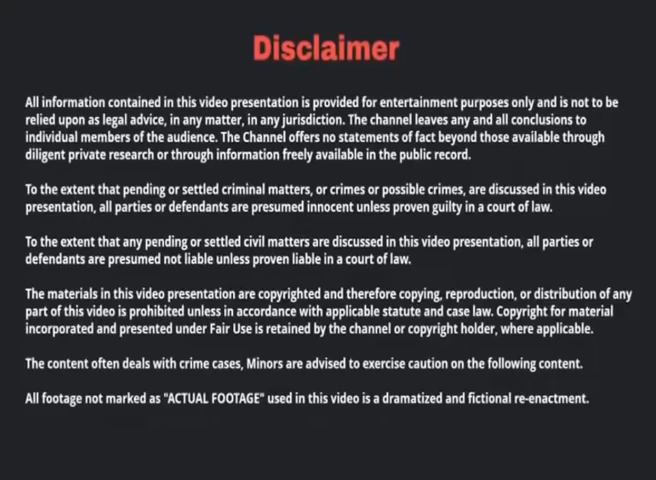 Disclaimer
All information contained in this video presentation is provided for entertainment purposes only and is not to be
relied upon as legal advice, in any matter, in any jurisdiction. The channel leaves any and all conclusions to
individual members of the audience. The Channel offers no statements of fact beyond those available through
diligent private research or through information freely available in the public record.
To the extent that pending or settled criminal matters, or crimes or possible crimes, are discussed in this video
presentation, all parties or defendants are presumed innocent unless proven guilty in a court of law.
To the extent that any pending or settled civil matters are discussed in this video presentation, all parties or
defendants are presumed not liable unless proven liable in a court of law.
The materials in this video presentation are copyrighted and therefore copying, reproduction, or distribution of any
part of this video is prohibited unless in accordance with applicable statute and case law. Copyright for material
incorporated and presented under Fair Use is retained by the channel or copyright holder, where applicable.
The content often deals with crime cases, Minors are advised to exercise caution on the following content.
All footage not marked as "ACTUAL FOOTAGE" used in this video is a dramatized and fictional re-enactment.